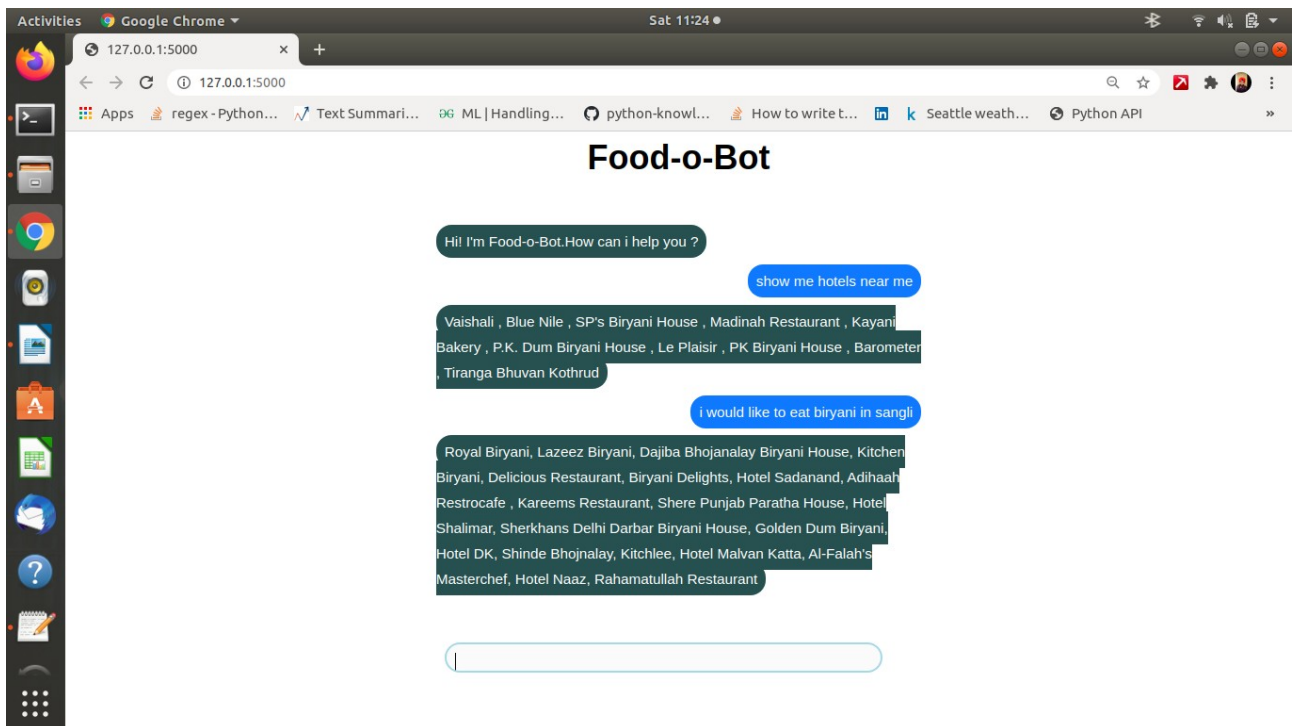 Activities Google Chrome Sat 11:24
127.0.0.1:5000
127.0.0.1:5000
Apps regex - Python... Text Summari... ML | Handling... python-knowl... How to write t... Seattle weath... Python API »
Food-o-Bot
Hi! I'm Food-o-Bot.How can i help you ?
show me hotels near me
Vaishali , Blue Nile , SP's Biryani House , Madinah Restaurant , Kayani
Bakery , P.K. Dum Biryani House , Le Plaisir , PK Biryani House , Barometer
, Tiranga Bhuvan Kothrud
i would like to eat biryani in sangli
Royal Biryani, Lazeez Biryani, Dajiba Bhojanalay Biryani House, Kitchen
Biryani, Delicious Restaurant, Biryani Delights, Hotel Sadanand, Adihaah
Restrocafe , Kareems Restaurant, Shere Punjab Paratha House, Hotel
Shalimar, Sherkhans Delhi Darbar Biryani House, Golden Dum Biryani,
Hotel DK, Shinde Bhojnalay, Kitchlee, Hotel Malvan Katta, Al-Falah's
Masterchef, Hotel Naaz, Rahamatullah Restaurant